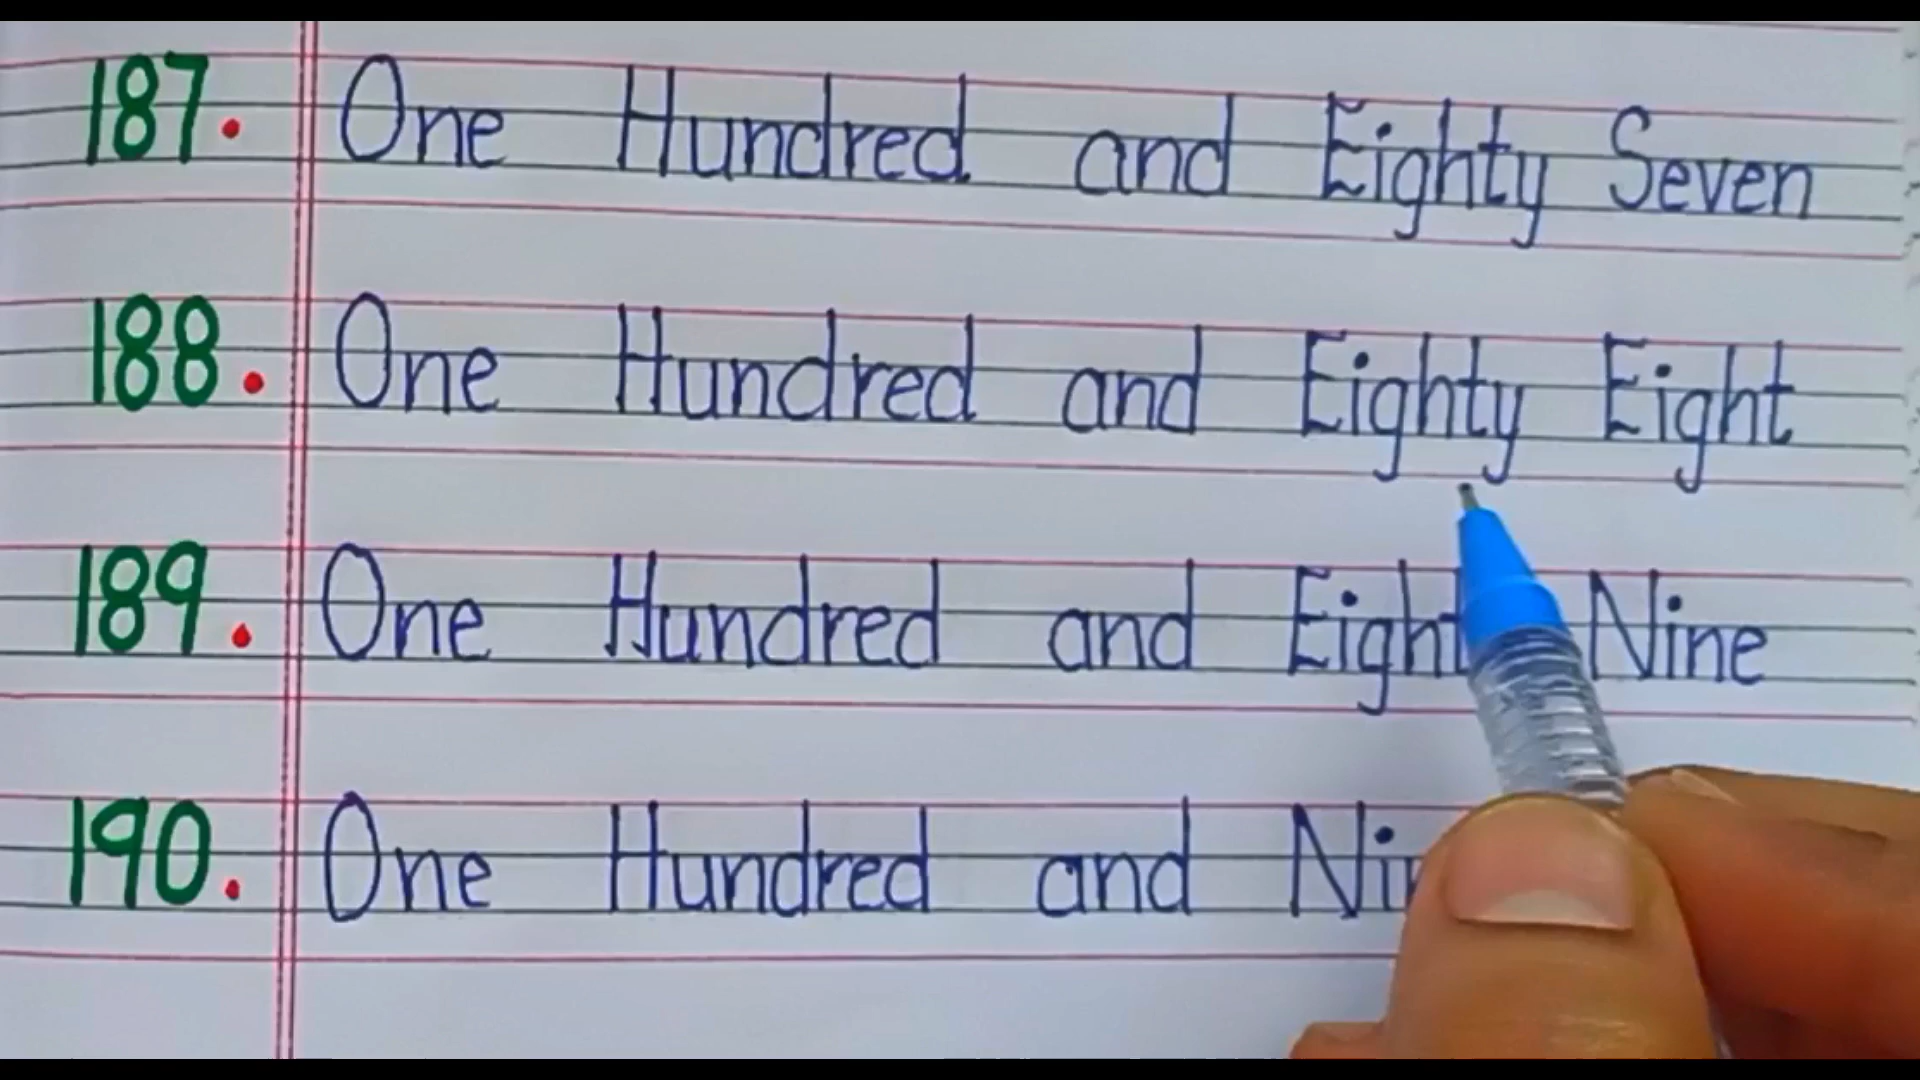 187. One Hundred and Eighty Seven
188. One Hundred and Eighty Eight
189. One Hundred and Nine
190. One Hundred and